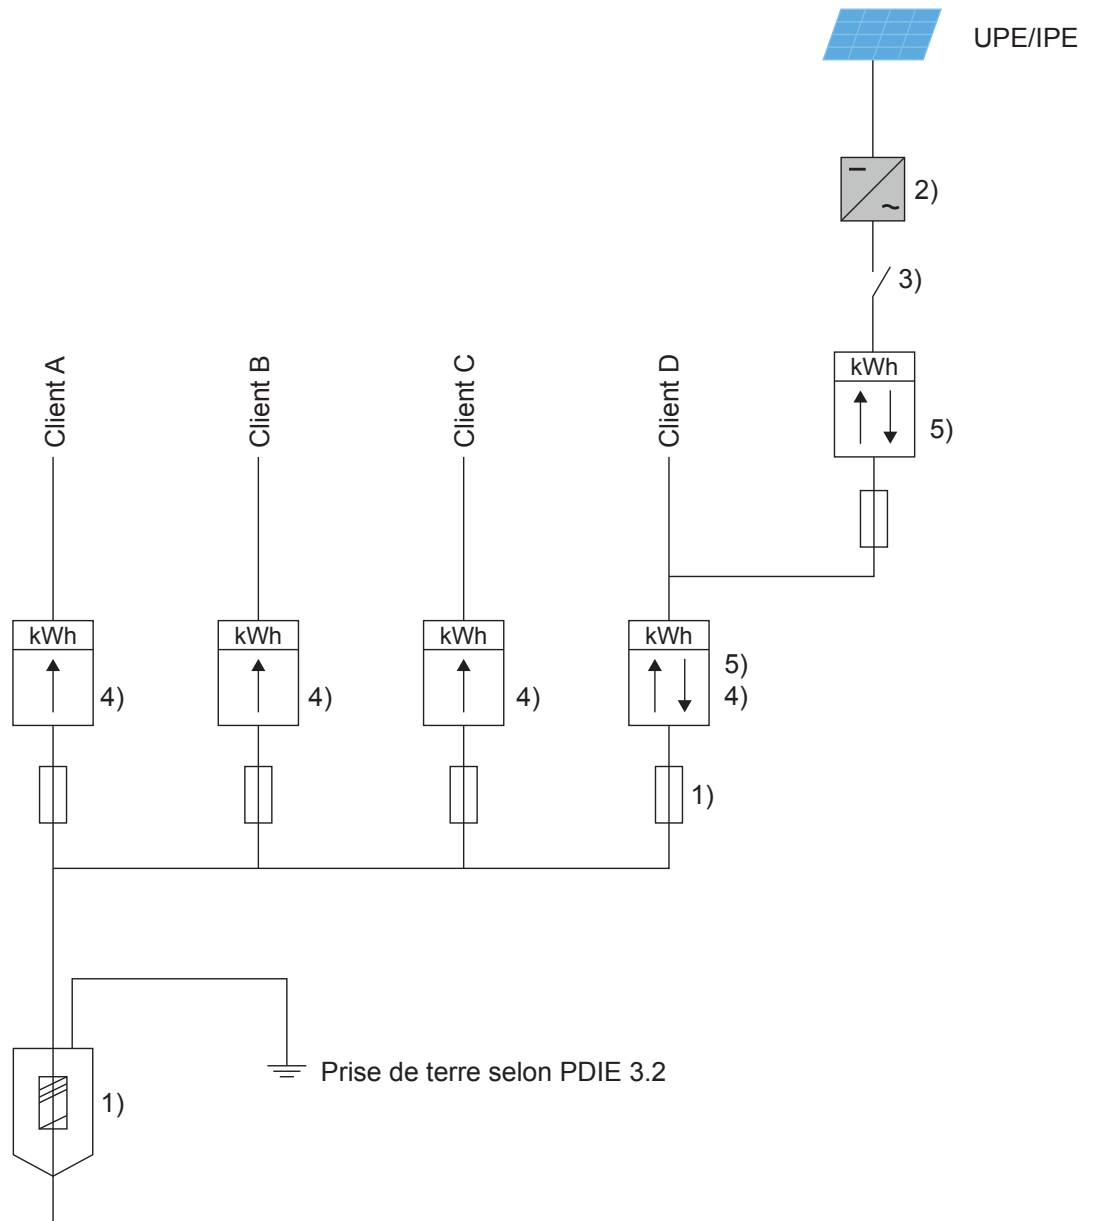 UPE/IPE
2)
3)
kWh
5)
Client A
Client B
Client C
Client D
kWh
4)
kWh
4)
kWh
4)
kWh
5)
4)
1)
Prise de terre selon PDIE 3.2
1)